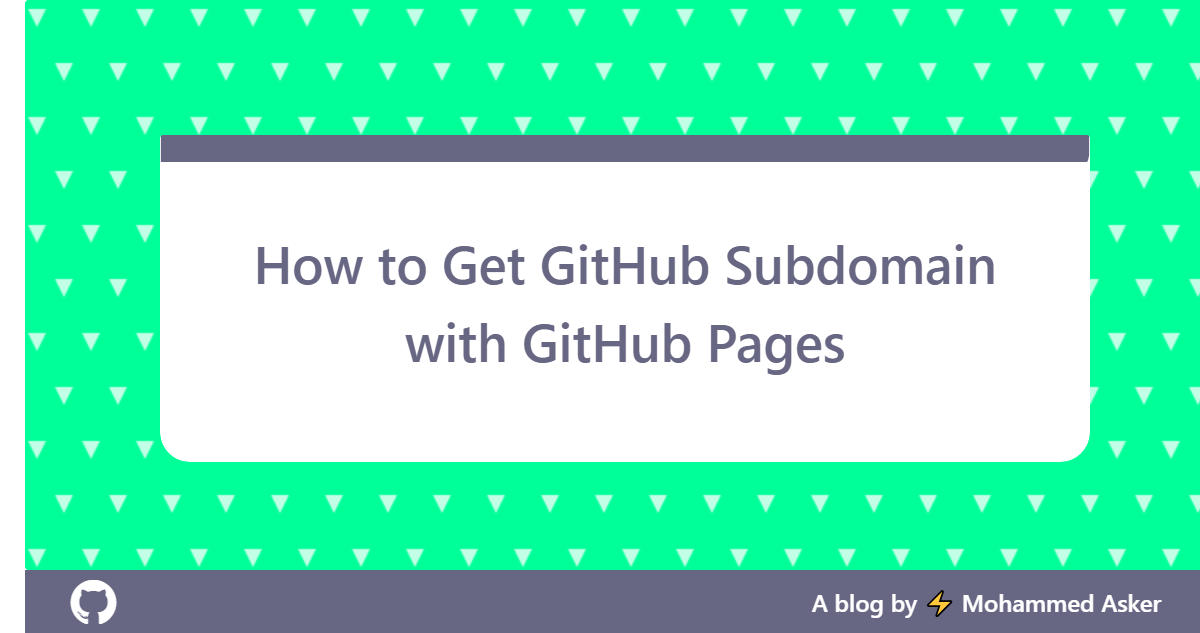 How to Get GitHub Subdomain
with GitHub Pages
A blog by ⚡ Mohammed Asker